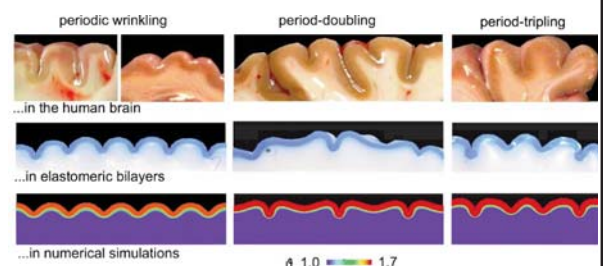 periodic wrinkling period-doubling period-tripling
...in the human brain
...in elastomeric bilayers
...in numerical simulations
1.0 1.7